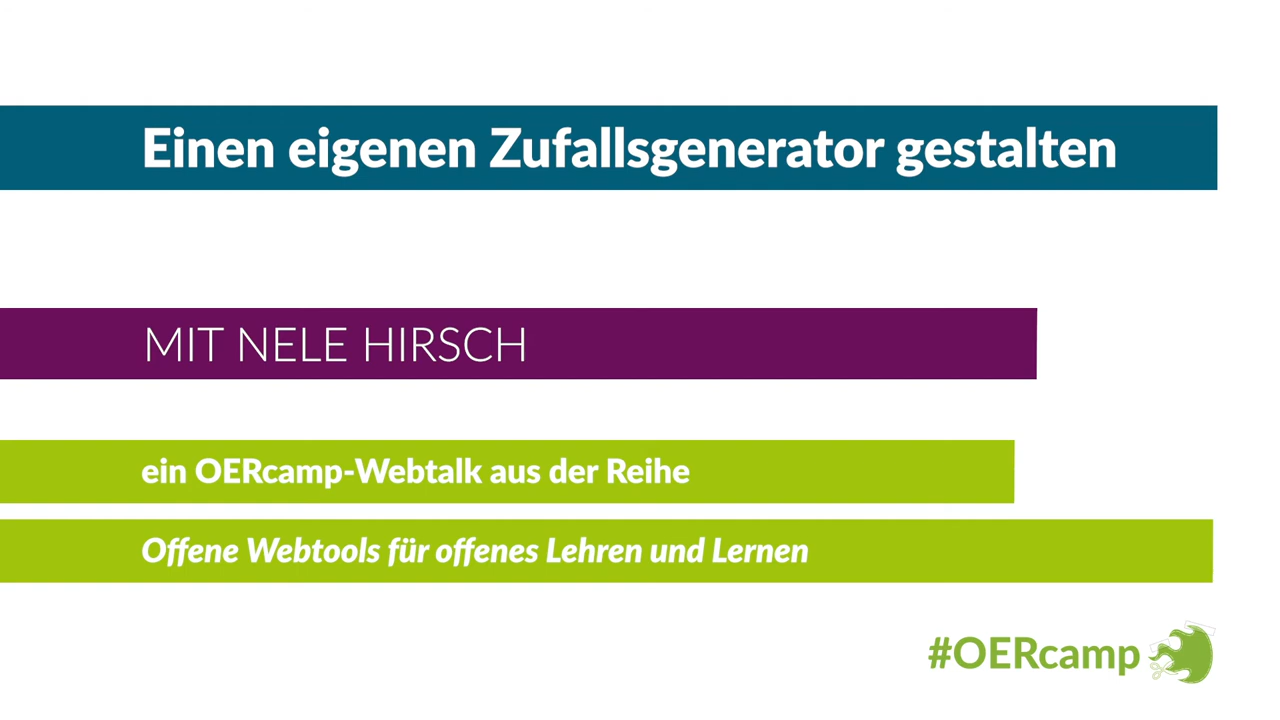 Einen eigenen Zufallsgenerator gestalten
MIT NELE HIRSCH
ein OERcamp-Webtalk aus der Reihe
Offene Webtools für offenes Lehren und Lernen
#OERcamp